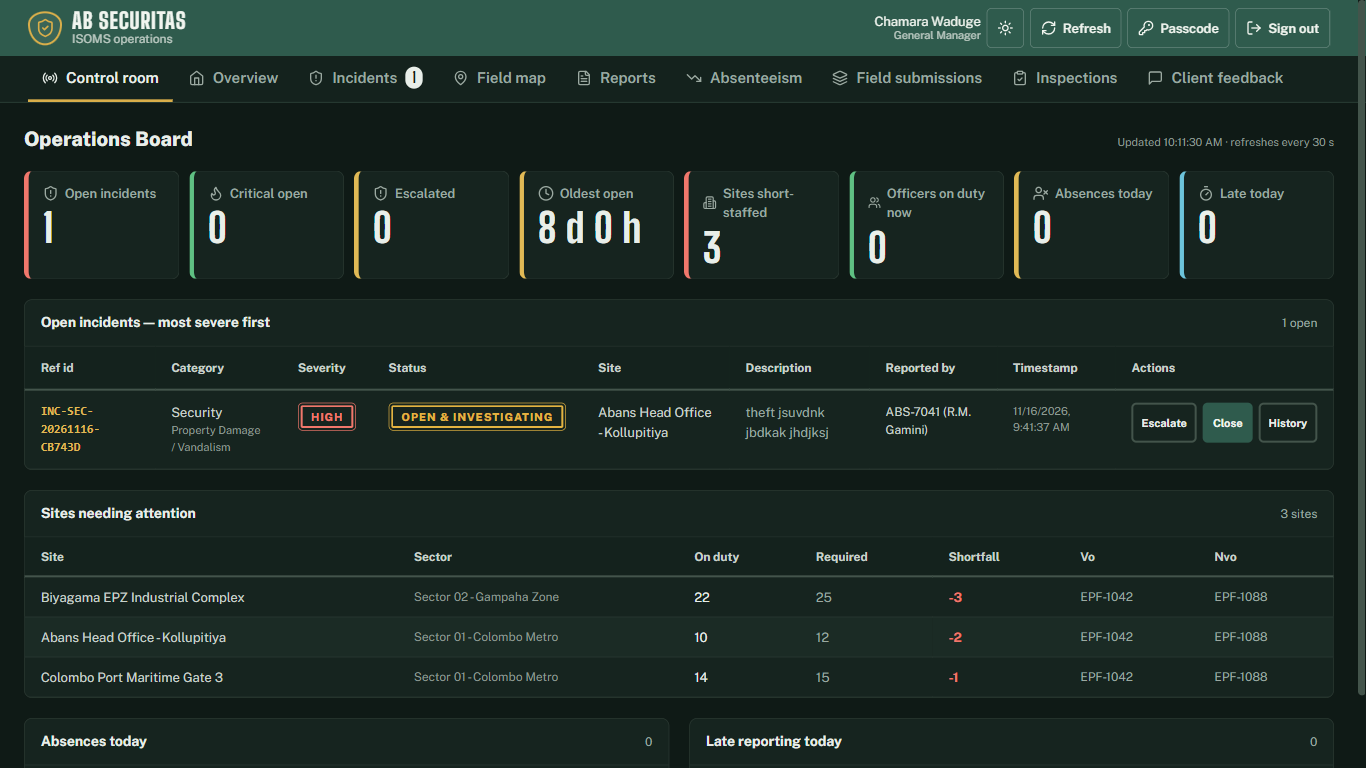 AB SECURITAS
ISOMS operations
Chamara Waduge
General Manager
Refresh
Passcode
Sign out
Control room
Overview
Incidents 1
Field map
Reports
Absenteeism
Field submissions
Inspections
Client feedback
Operations Board
Updated 10:11:30 AM · refreshes every 30 s
Open incidents
1
Critical open
0
Escalated
0
Oldest open
8 d 0 h
Sites short-
staffed
3
Officers on duty
now
0
Absences today
0
Late today
0
Open incidents — most severe first
1 open
Ref id Category Severity Status Site Description Reported by Timestamp Actions
INC-SEC-
20261116-
CB743D
Security
Property Damage
/ Vandalism
HIGH
OPEN & INVESTIGATING
Abans Head Office
- Kollupitiya
theft jsuvdnk
jbdkak jhdjksj
ABS-7041 (R.M.
Gamini)
11/16/2026,
9:41:37 AM
Escalate
Close
History
Sites needing attention
3 sites
Site Sector On duty Required Shortfall Vo Nvo
Biyagama EPZ Industrial Complex Sector 02 - Gampaha Zone 22 25 -3 EPF-1042 EPF-1088
Abans Head Office - Kollupitiya Sector 01 - Colombo Metro 10 12 -2 EPF-1042 EPF-1088
Colombo Port Maritime Gate 3 Sector 01 - Colombo Metro 14 15 -1 EPF-1042 EPF-1088
Absences today 0
Late reporting today 0